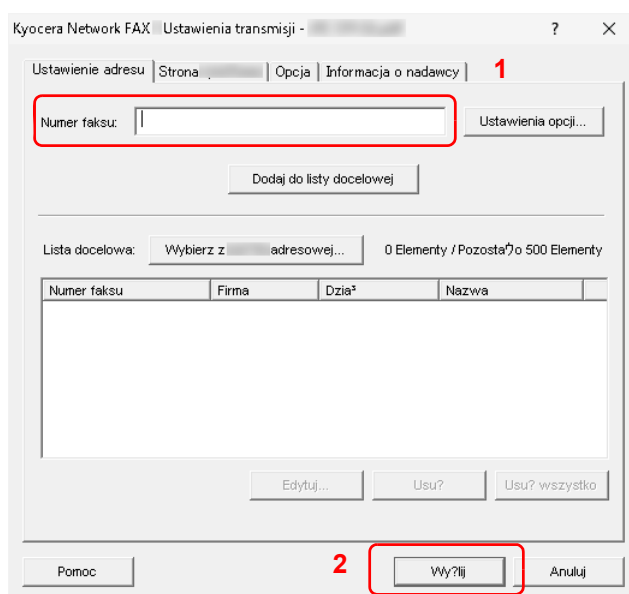 Kyocera Network FAX Ustawienia transmisji -
? ×
Ustawienie adresu Strona Opcja Informacja o nadawcy 1
Numer faksu: Ustawienia opcji...
Dodaj do listy docelowej
Lista docelowa: Wybierz z adresowej... 0 Elementy / Pozosta לo 500 Elementy
Numer faksu Firma Dzia³ Nazwa
Edytuj... Usu? Usu? wszystko
Pomoc 2 Wy?lij Anuluj